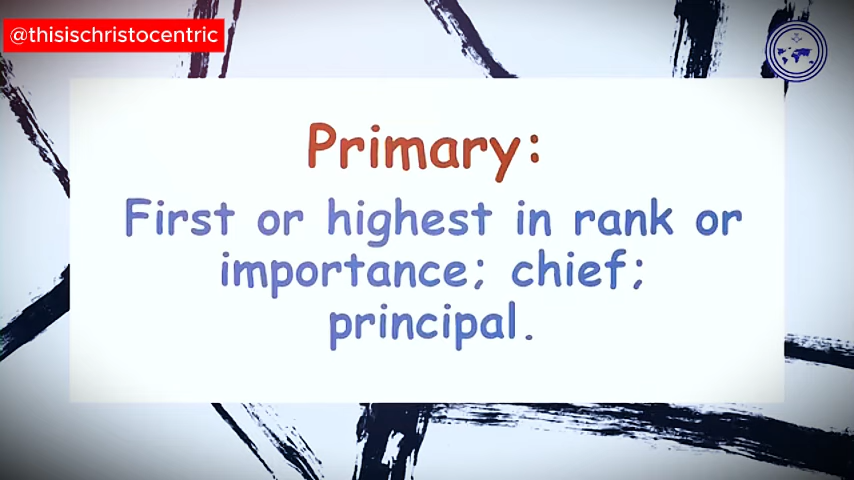 @thisischristocentric
Primary:
First or highest in rank or
importance; chief;
principal.